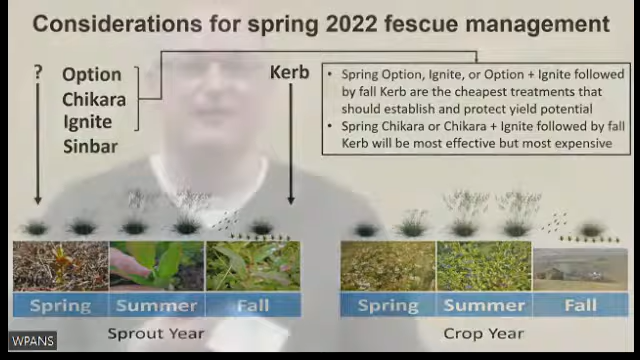 Considerations for spring 2022 fescue management
?
Option
Chikara
Ignite
Sinbar
Kerb
• Spring Option, Ignite, or Option + Ignite followed
by fall Kerb are the cheapest treatments that
should establish and protect yield potential
• Spring Chikara or Chikara + Ignite followed by fall
Kerb will be most effective but most expensive
Spring Summer Fall
Sprout Year
Spring Summer Fall
Crop Year
WPANS